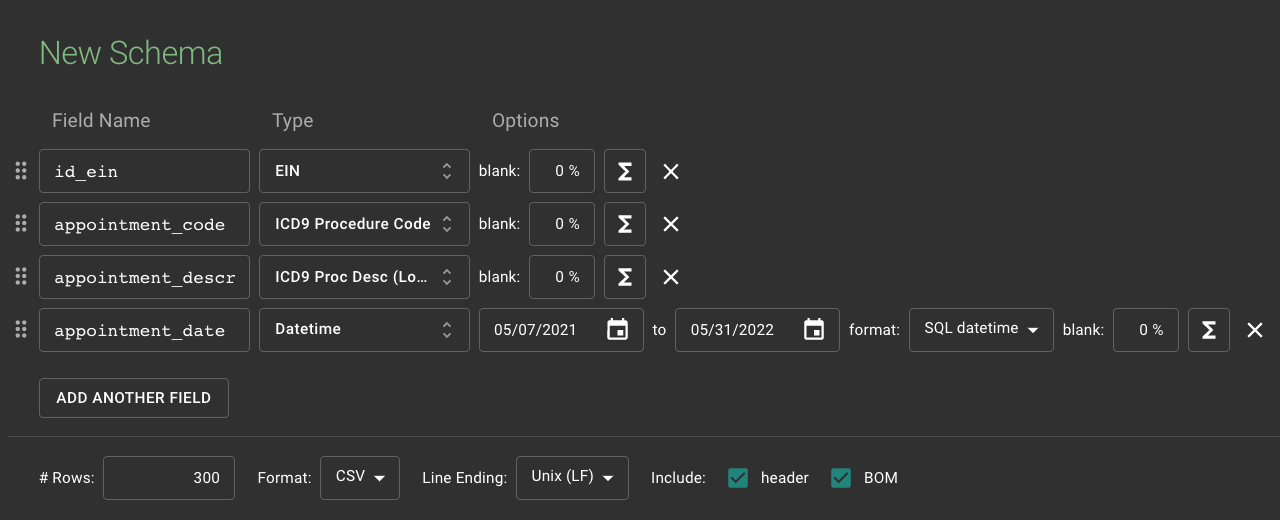 New Schema
Field Name Type Options
id_ein EIN blank: 0 % Σ
appointment_code ICD9 Procedure Code blank: 0 % Σ
appointment_descr ICD9 Proc Desc (Lo... blank: 0 % Σ
appointment_date Datetime 05/07/2021 to 05/31/2022 format: SQL datetime blank: 0 % Σ
ADD ANOTHER FIELD
# Rows: 300 Format: CSV Line Ending: Unix (LF) Include: header BOM